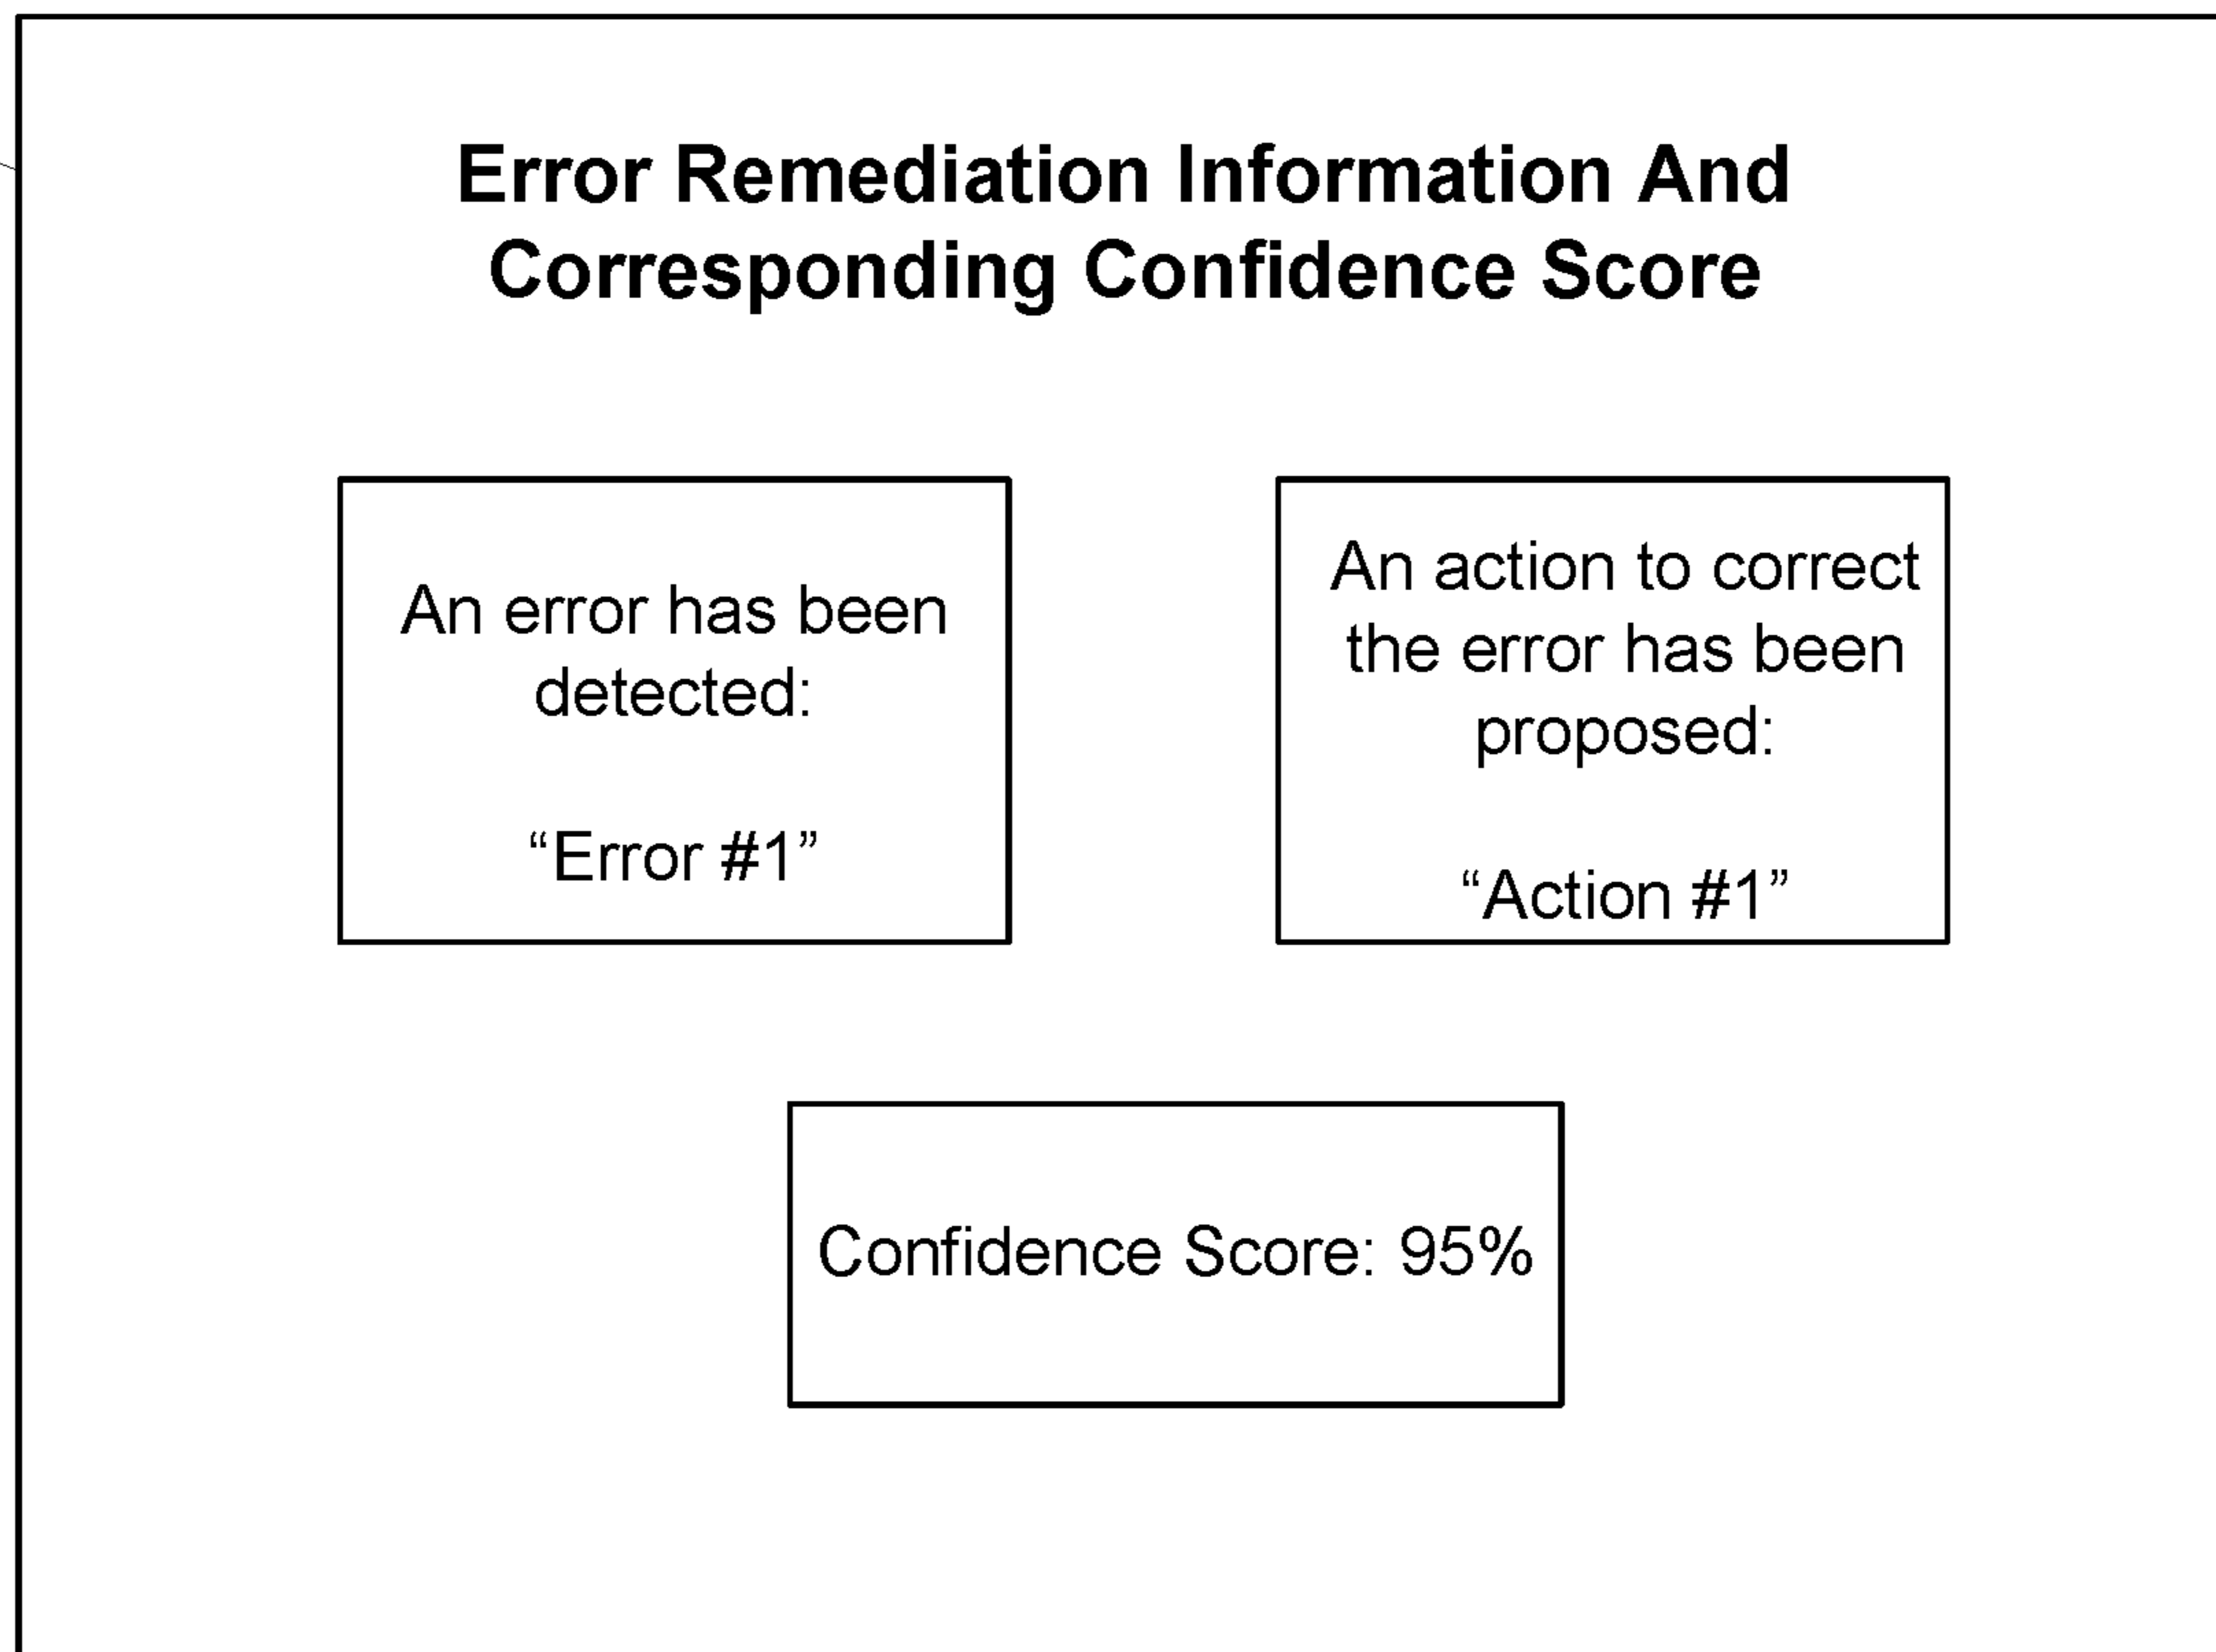 Error Remediation Information And
Corresponding Confidence Score
An error has been
detected:
“Error #1”
An action to correct
the error has been
proposed:
“Action #1”
Confidence Score: 95%